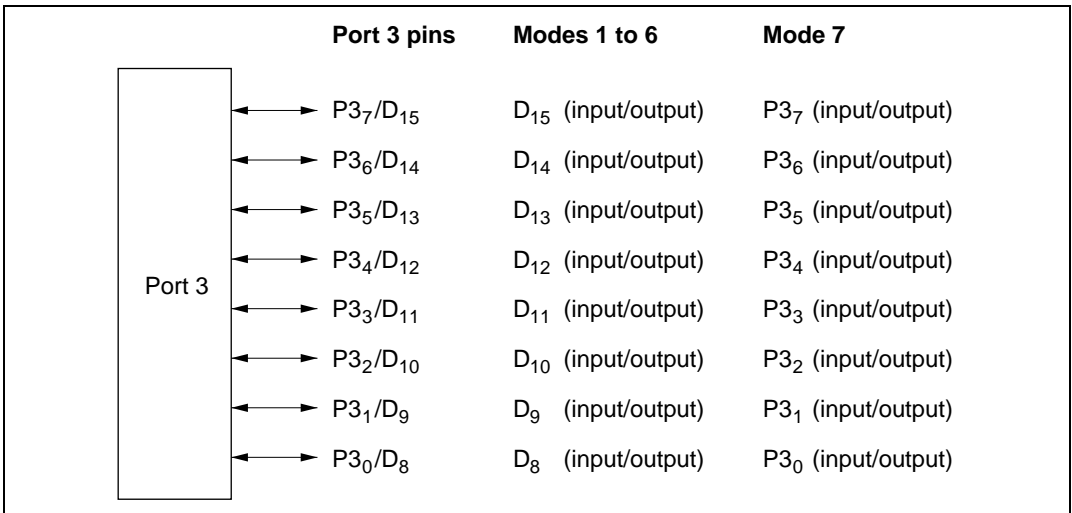 Port 3 pins Modes 1 to 6 Mode 7
P3₇/D₁₅ D₁₅ (input/output) P3₇ (input/output)
P3₆/D₁₄ D₁₄ (input/output) P3₆ (input/output)
P3₅/D₁₃ D₁₃ (input/output) P3₅ (input/output)
P3₄/D₁₂ D₁₂ (input/output) P3₄ (input/output)
Port 3
P3₃/D₁₁ D₁₁ (input/output) P3₃ (input/output)
P3₂/D₁₀ D₁₀ (input/output) P3₂ (input/output)
P3₁/D₉ D₉ (input/output) P3₁ (input/output)
P3₀/D₈ D₈ (input/output) P3₀ (input/output)